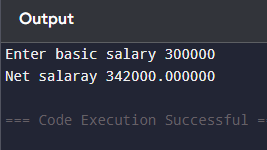 Output
Enter basic salary 300000
Net salaray 342000.000000
=== Code Execution Successful =